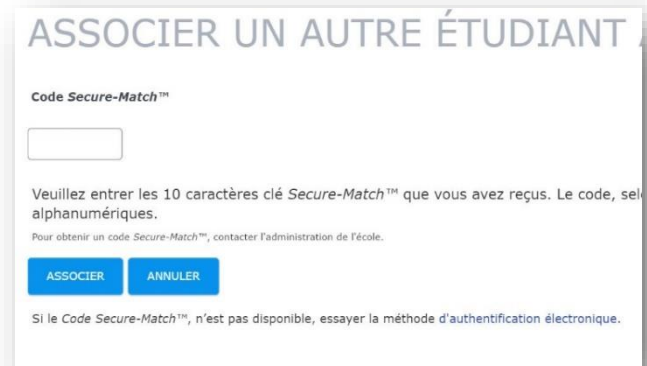 ASSOCIER UN AUTRE ÉTUDIANT
Code Secure-Match™
Veuillez entrer les 10 caractères clé Secure-Match™ que vous avez reçus. Le code,
alphanumériques.
Pour obtenir un code Secure-Match™, contacter l'administration de l'école.
ASSOCIER ANNULER
Si le Code Secure-Match™, n'est pas disponible, essayer la méthode d'authentification électronique.